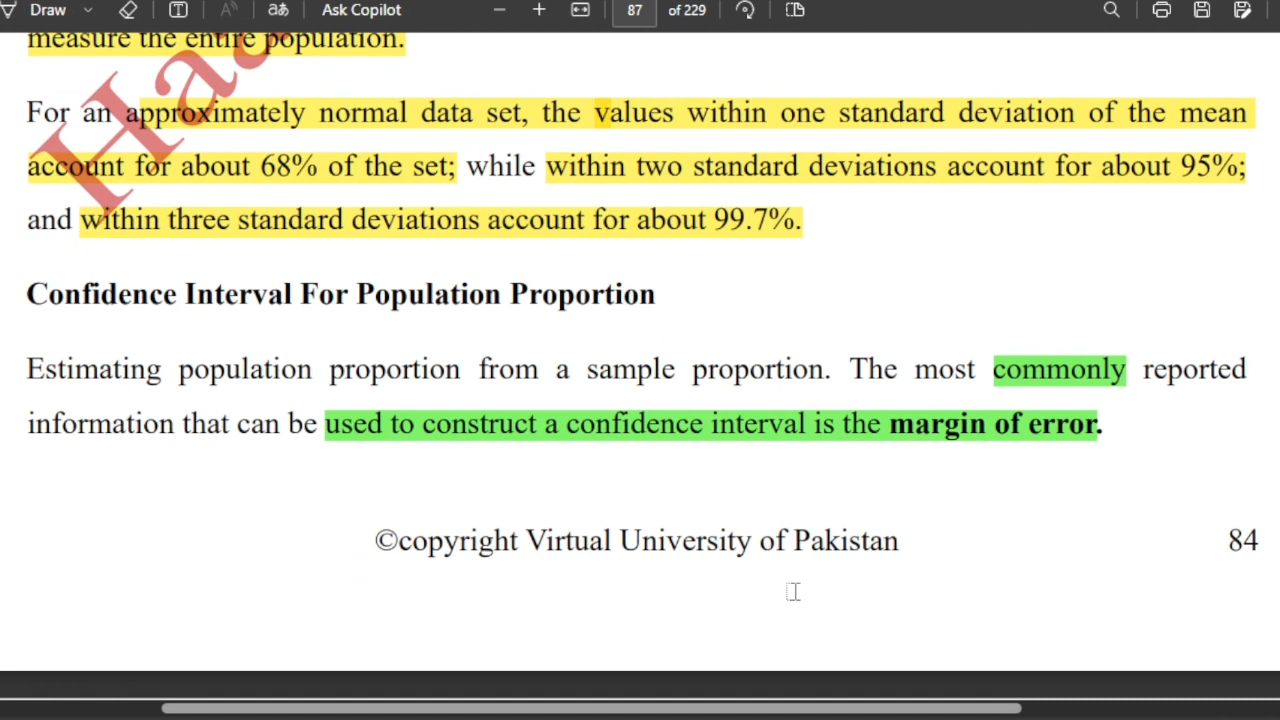 Draw Ask Copilot 87 of 229
measure the entire population.
For an approximately normal data set, the values within one standard deviation of the mean
account for about 68% of the set; while within two standard deviations account for about 95%;
and within three standard deviations account for about 99.7%.
Confidence Interval For Population Proportion
Estimating population proportion from a sample proportion. The most commonly reported
information that can be used to construct a confidence interval is the margin of error.
©copyright Virtual University of Pakistan 84